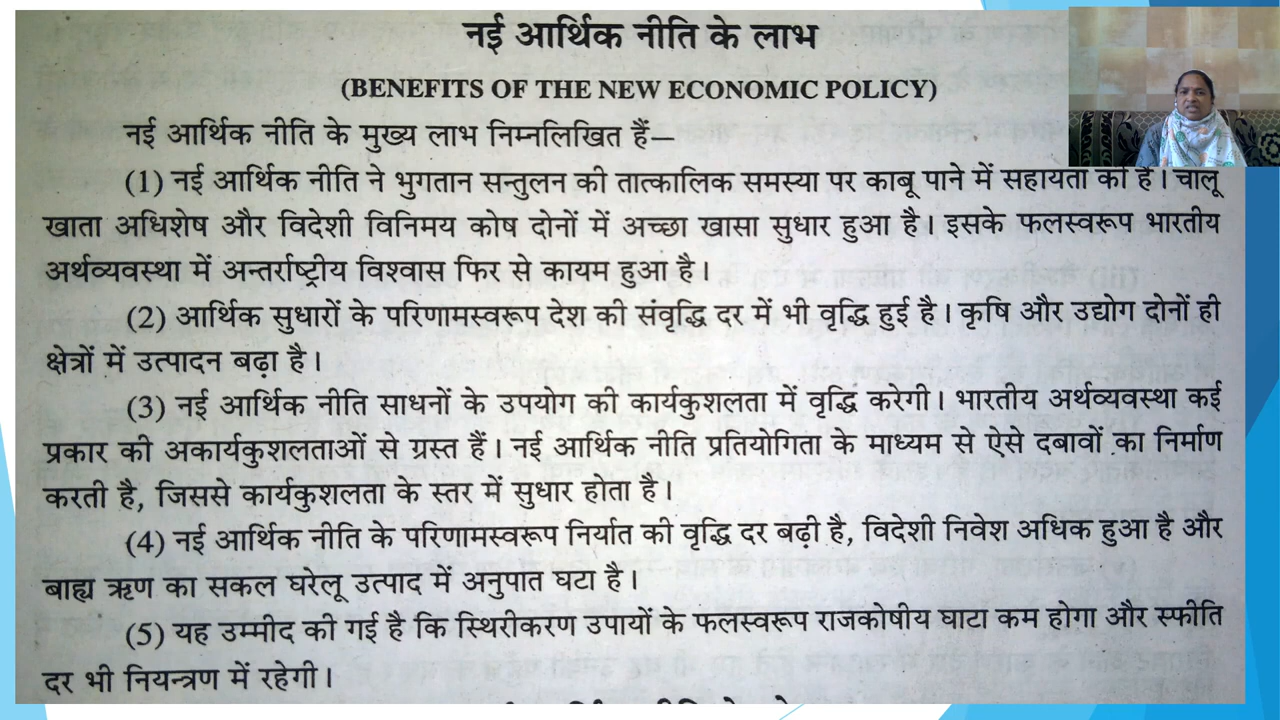 नई आर्थिक नीति के लाभ
(BENEFITS OF THE NEW ECONOMIC POLICY)
नई आर्थिक नीति के मुख्य लाभ निम्नलिखित हैं—
(1) नई आर्थिक नीति ने भुगतान सन्तुलन की तात्कालिक समस्या पर काबू पाने में सहायता की है। चालू
खाता अधिशेष और विदेशी विनिमय कोष दोनों में अच्छा खासा सुधार हुआ है। इसके फलस्वरूप भारतीय
अर्थव्यवस्था में अन्तर्राष्ट्रीय विश्वास फिर से कायम हुआ है।
(2) आर्थिक सुधारों के परिणामस्वरूप देश की संवृद्धि दर में भी वृद्धि हुई है। कृषि और उद्योग दोनों ही
क्षेत्रों में उत्पादन बढ़ा है।
(3) नई आर्थिक नीति साधनों के उपयोग की कार्यकुशलता में वृद्धि करेगी। भारतीय अर्थव्यवस्था कई
प्रकार की अकार्यकुशलताओं से ग्रस्त हैं। नई आर्थिक नीति प्रतियोगिता के माध्यम से ऐसे दबावों का निर्माण
करती है, जिससे कार्यकुशलता के स्तर में सुधार होता है।
(4) नई आर्थिक नीति के परिणामस्वरूप निर्यात की वृद्धि दर बढ़ी है, विदेशी निवेश अधिक हुआ है और
बाह्य ऋण का सकल घरेलू उत्पाद में अनुपात घटा है।
(5) यह उम्मीद की गई है कि स्थिरीकरण उपायों के फलस्वरूप राजकोषीय घाटा कम होगा और स्फीति
दर भी नियन्त्रण में रहेगी।